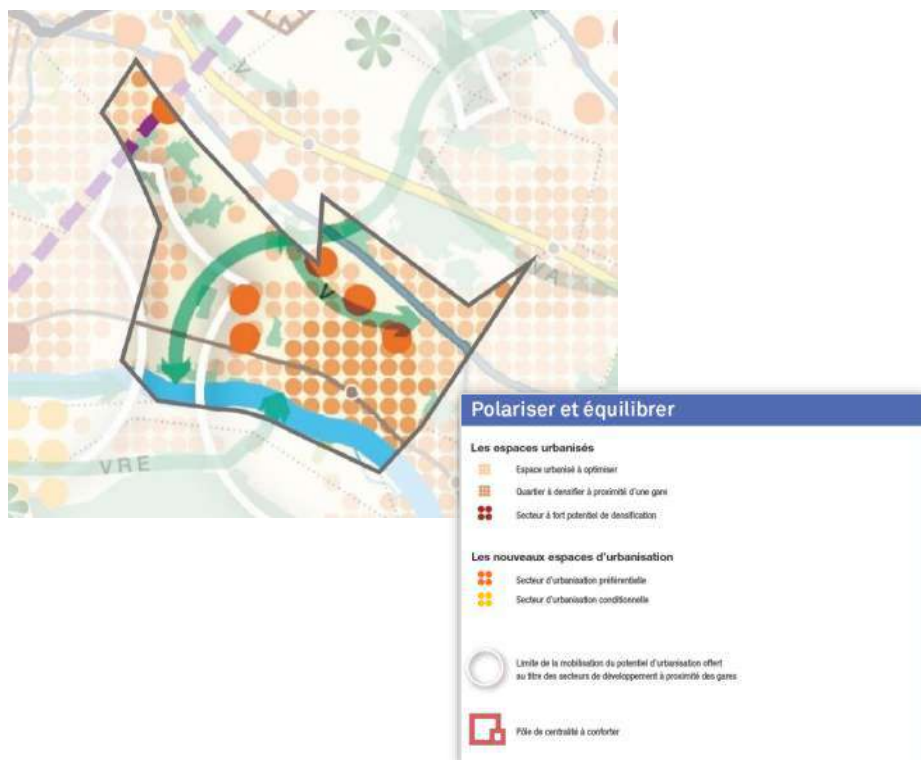 V
V
VA
VRE
Polariser et équilibrer
Les espaces urbanisés
Espace urbanisé à optimiser
Quartier à densifier à proximité d'une gare
Secteur à fort potentiel de densification
Les nouveaux espaces d'urbanisation
Secteur d'urbanisation préférentielle
Secteur d'urbanisation conditionnelle
Limite de la mobilisation du potentiel d'urbanisation offert
au titre des secteurs de développement à proximité des gares
Pôle de centralité à conforter